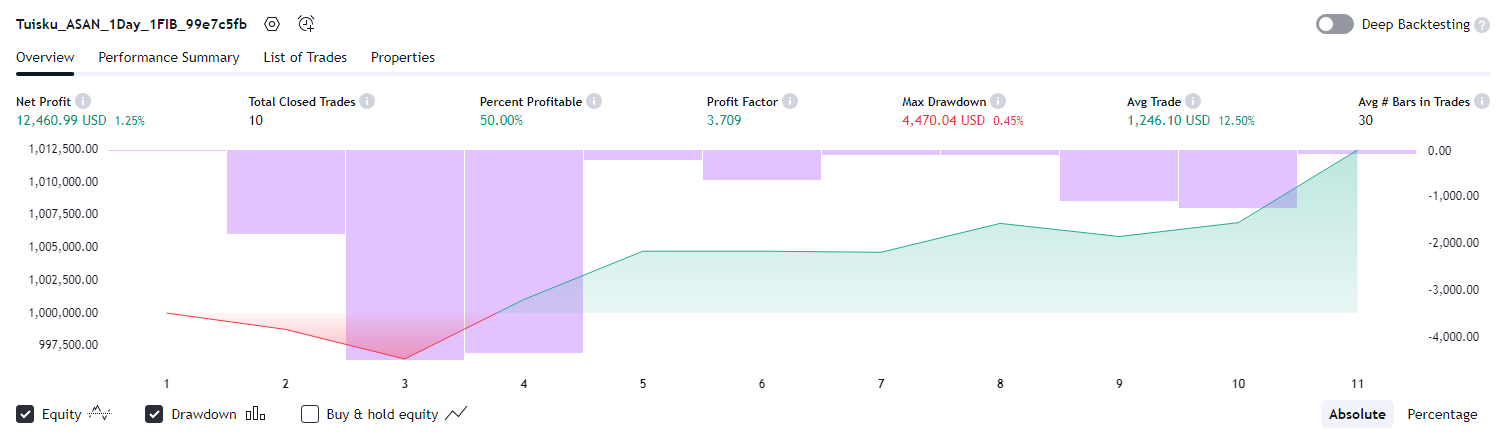 Tuisku_ASAN_1Day_1FIB_99e7c5fb Deep Backtesting ?
Overview Performance Summary List of Trades Properties
Net Profit Total Closed Trades Percent Profitable Profit Factor Max Drawdown Avg Trade Avg # Bars in Trades
12,460.99 USD 1.25% 10 50.00% 3.709 4,470.04 USD 0.45% 1,246.10 USD 12.50% 30
1,012,500.00 0.00
1,010,000.00 -1,000.00
1,007,500.00
1,005,000.00 -2,000.00
1,002,500.00 -3,000.00
1,000,000.00
997,500.00 -4,000.00
1 2 3 4 5 6 7 8 9 10 11
Equity Drawdown Buy & hold equity Absolute Percentage